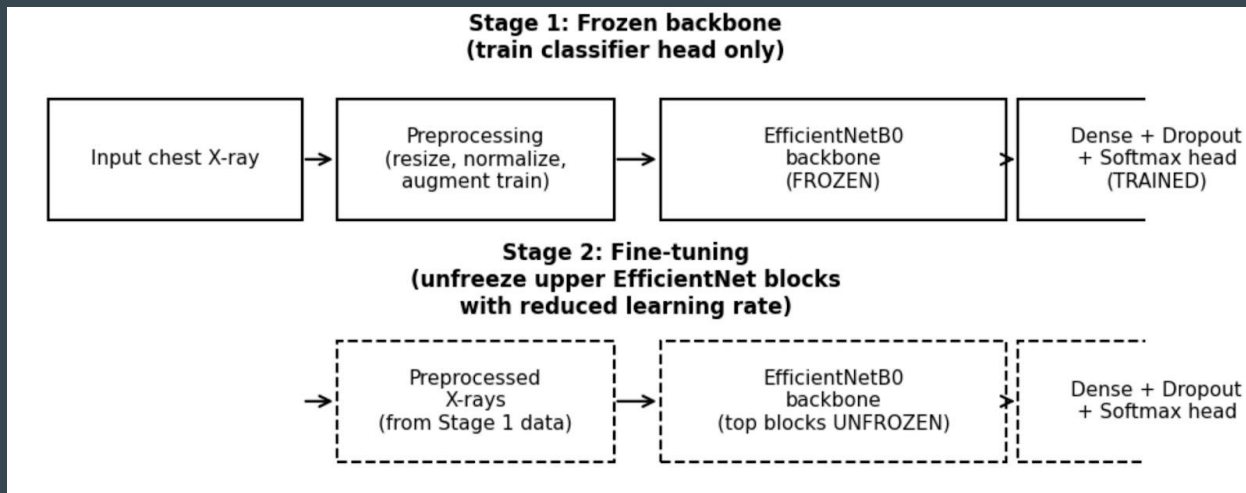 Stage 1: Frozen backbone
(train classifier head only)
Input chest X-ray
Preprocessing
(resize, normalize,
augment train)
EfficientNetB0
backbone
(FROZEN)
Dense + Dropout
+ Softmax head
(TRAINED)
Stage 2: Fine-tuning
(unfreeze upper EfficientNet blocks
with reduced learning rate)
Preprocessed
X-rays
(from Stage 1 data)
EfficientNetB0
backbone
(top blocks UNFROZEN)
Dense + Dropout
+ Softmax head